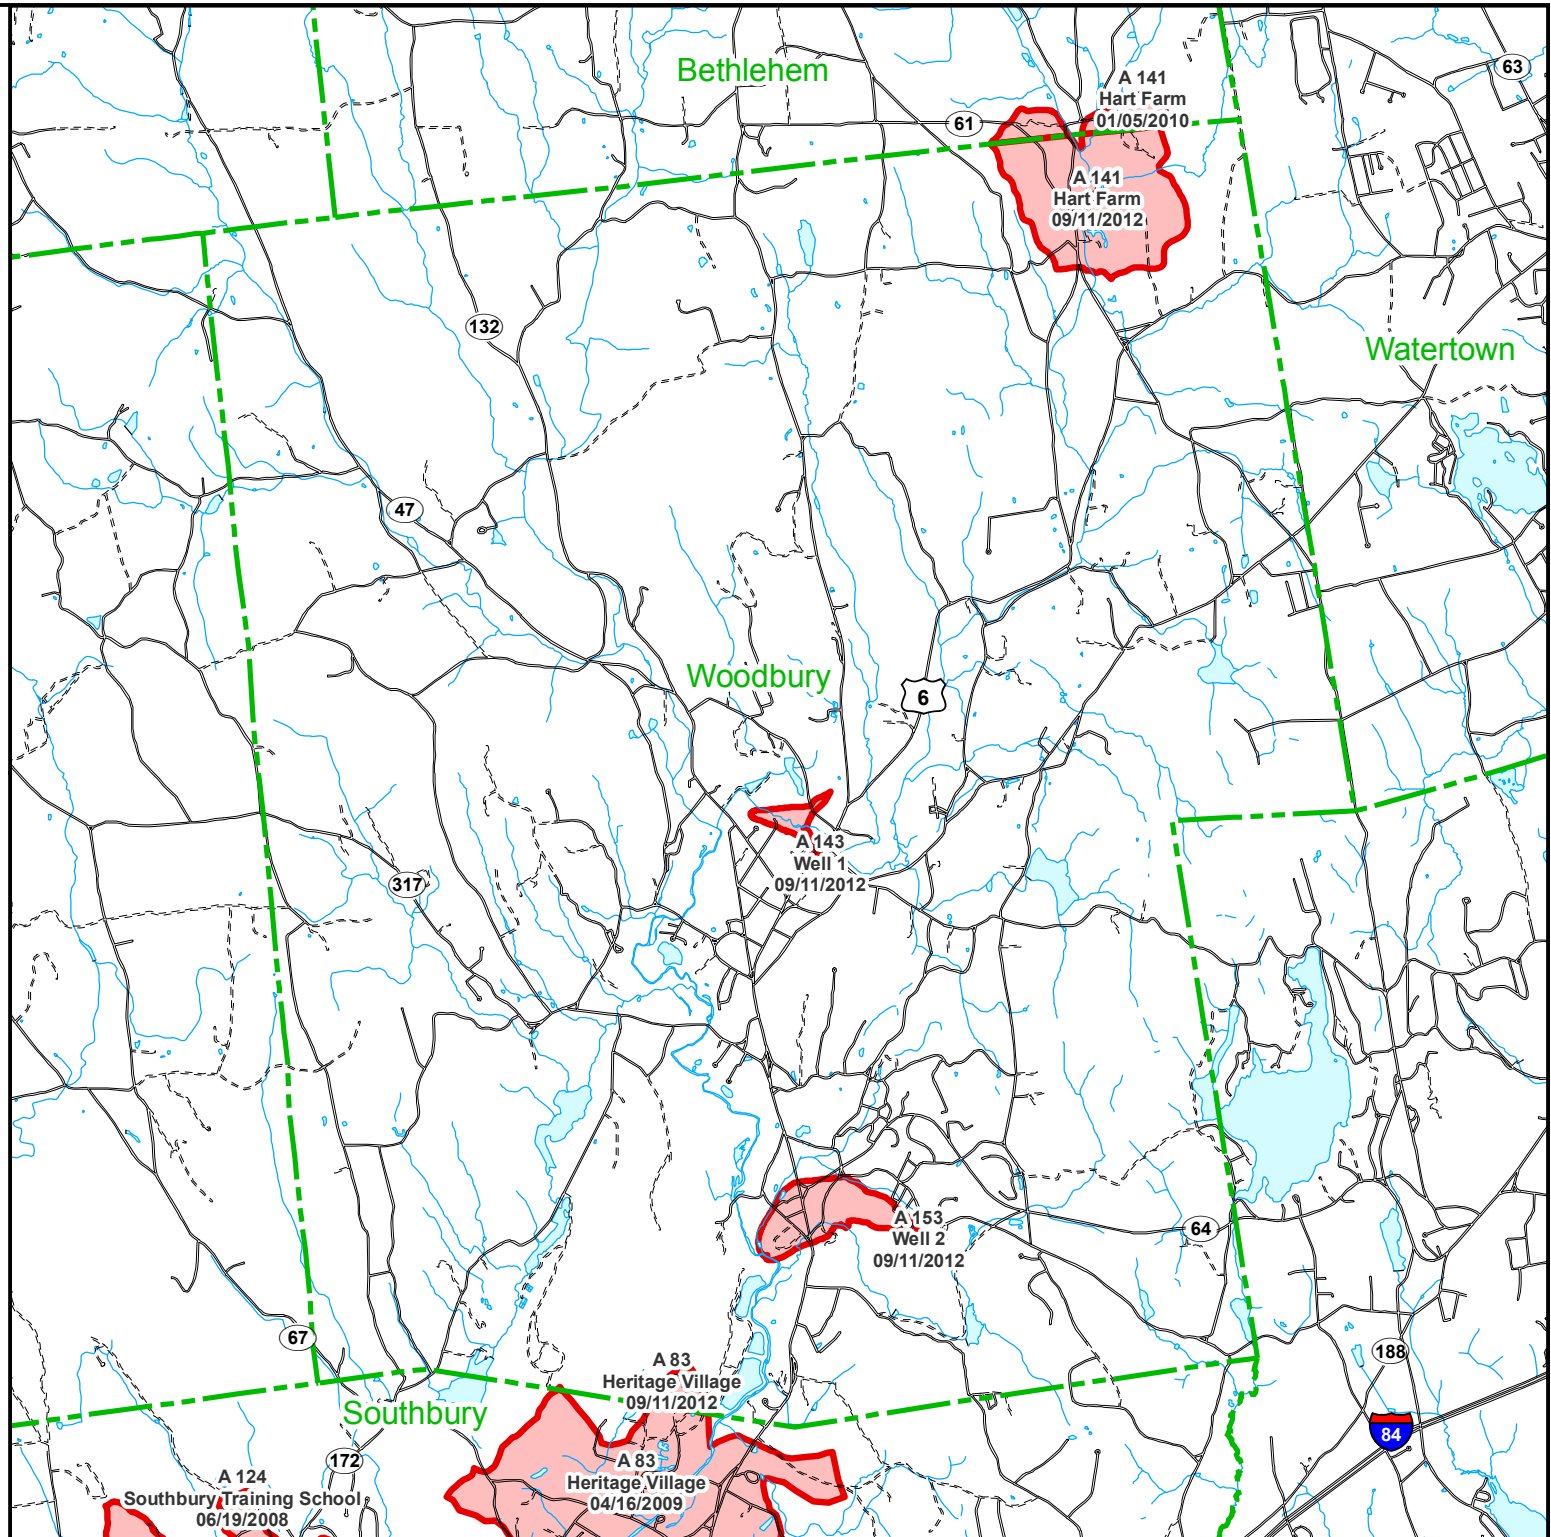 Bethlehem
63
A 141
Hart Farm
01/05/2010
61
A 141
Hart Farm
09/11/2012
132
Watertown
47
Woodbury
6
A 143
Well 1
09/11/2012
317
A 153
Well 2
09/11/2012
64
67
188
A 83
Heritage Village
09/11/2012
Southbury
84
172
A 83
Heritage Village
04/16/2009
A 124
Southbury Training School
06/19/2008